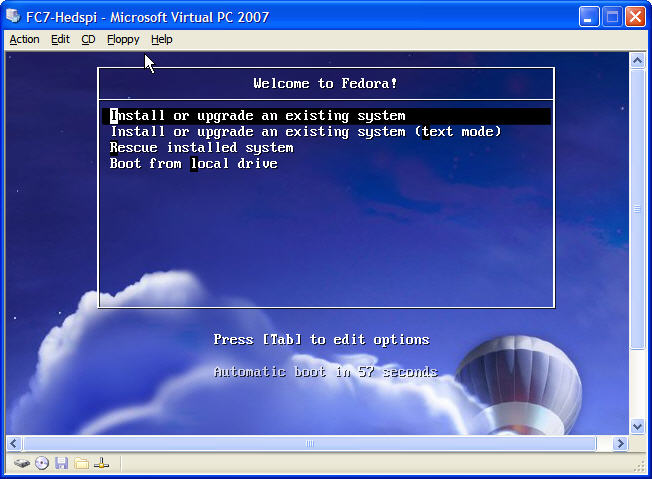 FC7-Hedspi - Microsoft Virtual PC 2007
Action Edit CD Floppy Help
Welcome to Fedora!
Install or upgrade an existing system
Install or upgrade an existing system (text mode)
Rescue installed system
Boot from local drive
Press [Tab] to edit options
Automatic boot in 57 seconds